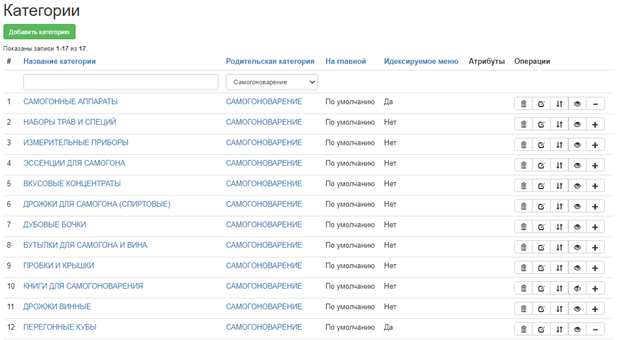 Категории
Добавить категорию
Показаны записи 1-17 из 17.
# Название категории Родительская категория На главной Идексируемое меню Атрибуты Операции
Самогоноварение
1 САМОГОННЫЕ АППАРАТЫ САМОГОНОВАРЕНИЕ По умолчанию Да
2 НАБОРЫ ТРАВ И СПЕЦИЙ САМОГОНОВАРЕНИЕ По умолчанию Нет
3 ИЗМЕРИТЕЛЬНЫЕ ПРИБОРЫ САМОГОНОВАРЕНИЕ По умолчанию Нет
4 ЭССЕНЦИИ ДЛЯ САМОГОНА САМОГОНОВАРЕНИЕ По умолчанию Нет
5 ВКУСОВЫЕ КОНЦЕНТРАТЫ САМОГОНОВАРЕНИЕ По умолчанию Нет
6 ДРОЖЖИ ДЛЯ САМОГОНА (СПИРТОВЫЕ) САМОГОНОВАРЕНИЕ По умолчанию Нет
7 ДУБОВЫЕ БОЧКИ САМОГОНОВАРЕНИЕ По умолчанию Нет
8 БУТЫЛКИ ДЛЯ САМОГОНА И ВИНА САМОГОНОВАРЕНИЕ По умолчанию Нет
9 ПРОБКИ И КРЫШКИ САМОГОНОВАРЕНИЕ По умолчанию Нет
10 КНИГИ ДЛЯ САМОГОНОВАРЕНИЯ САМОГОНОВАРЕНИЕ По умолчанию Нет
11 ДРОЖЖИ ВИННЫЕ САМОГОНОВАРЕНИЕ По умолчанию Нет
12 ПЕРЕГОННЫЕ КУБЫ САМОГОНОВАРЕНИЕ По умолчанию Да